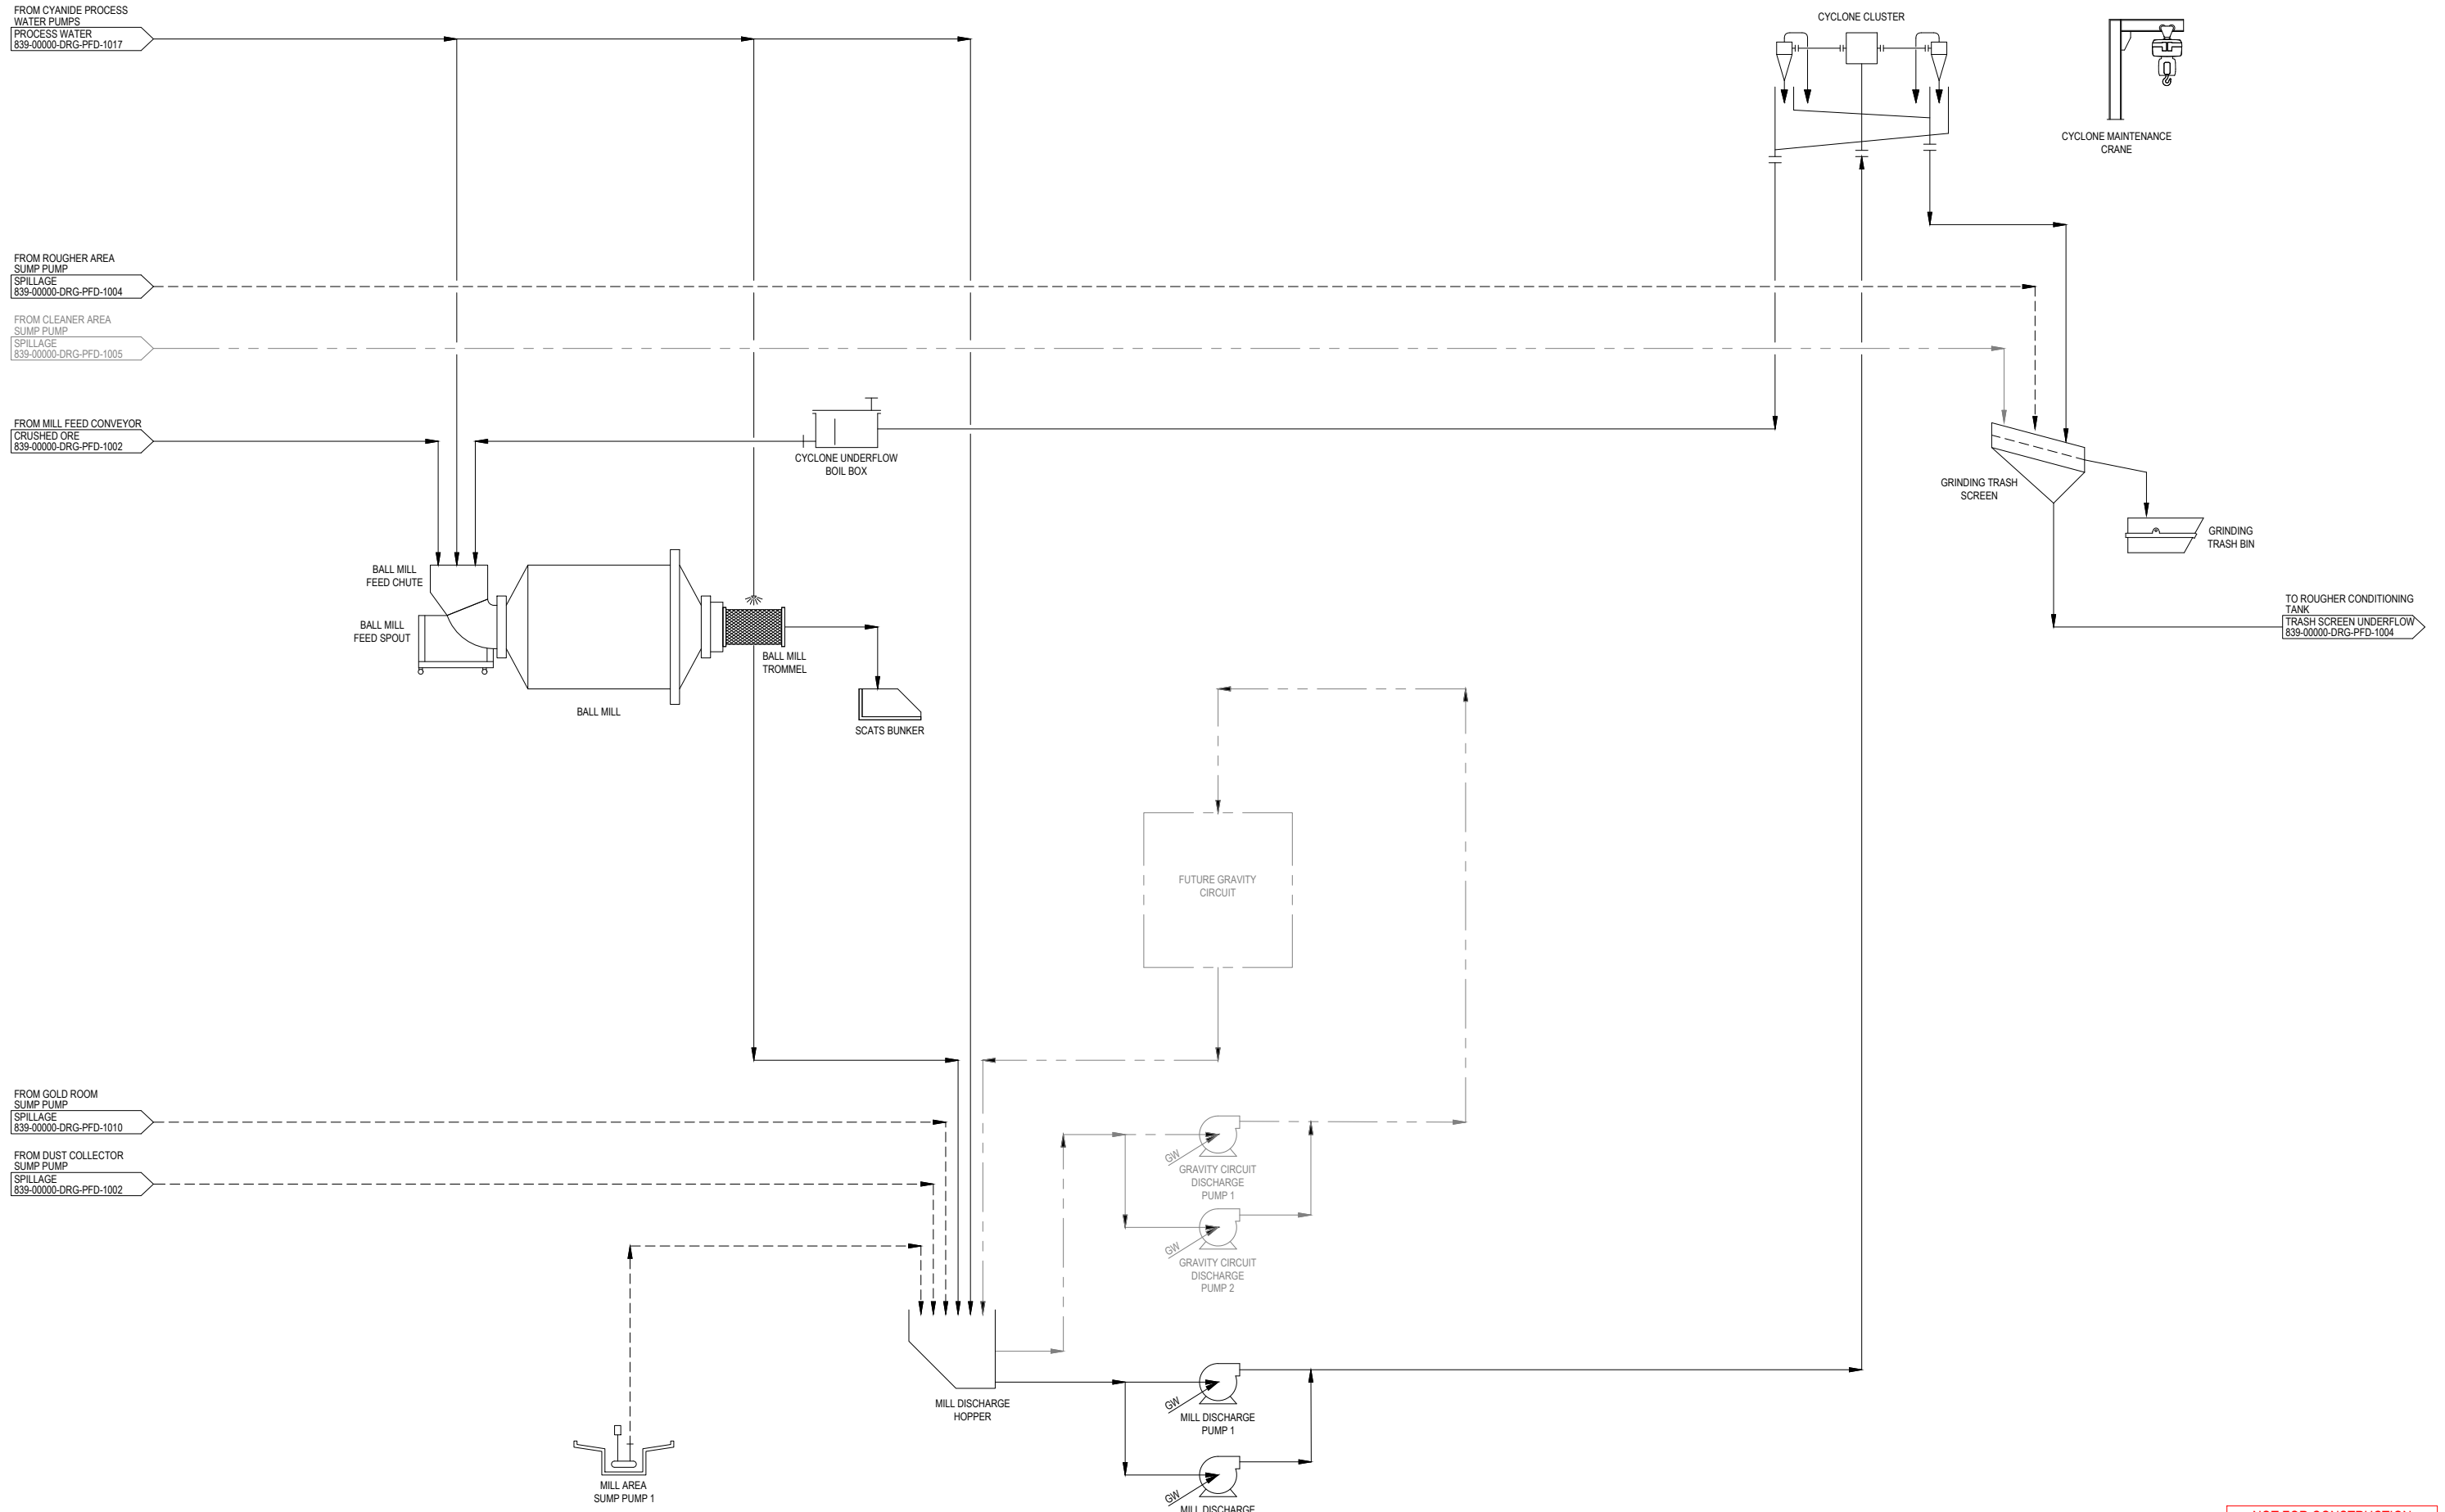 FROM CYANIDE PROCESS
WATER PUMPS
PROCESS WATER
839-00000-DRG-PFD-1017
CYCLONE CLUSTER
CYCLONE MAINTENANCE
CRANE
FROM ROUGHER AREA
SUMP PUMP
SPILLAGE
839-00000-DRG-PFD-1004
FROM CLEANER AREA
SUMP PUMP
SPILLAGE
839-00000-DRG-PFD-1005
FROM MILL FEED CONVEYOR
CRUSHED ORE
839-00000-DRG-PFD-1002
CYCLONE UNDERFLOW
BOIL BOX
GRINDING TRASH
SCREEN
GRINDING
TRASH BIN
BALL MILL
FEED CHUTE
BALL MILL
FEED SPOUT
BALL MILL
TROMMEL
BALL MILL
SCATS BUNKER
TO ROUGHER CONDITIONING
TANK
TRASH SCREEN UNDERFLOW
839-00000-DRG-PFD-1004
FUTURE GRAVITY
CIRCUIT
FROM GOLD ROOM
SUMP PUMP
SPILLAGE
839-00000-DRG-PFD-1010
FROM DUST COLLECTOR
SUMP PUMP
SPILLAGE
839-00000-DRG-PFD-1002
GW
GRAVITY CIRCUIT
DISCHARGE
PUMP 1
GW
GRAVITY CIRCUIT
DISCHARGE
PUMP 2
MILL DISCHARGE
HOPPER
GW
MILL DISCHARGE
PUMP 1
MILL AREA
SUMP PUMP 1
GW
MILL DISCHARGE
NOT FOR CONSTRUCTION